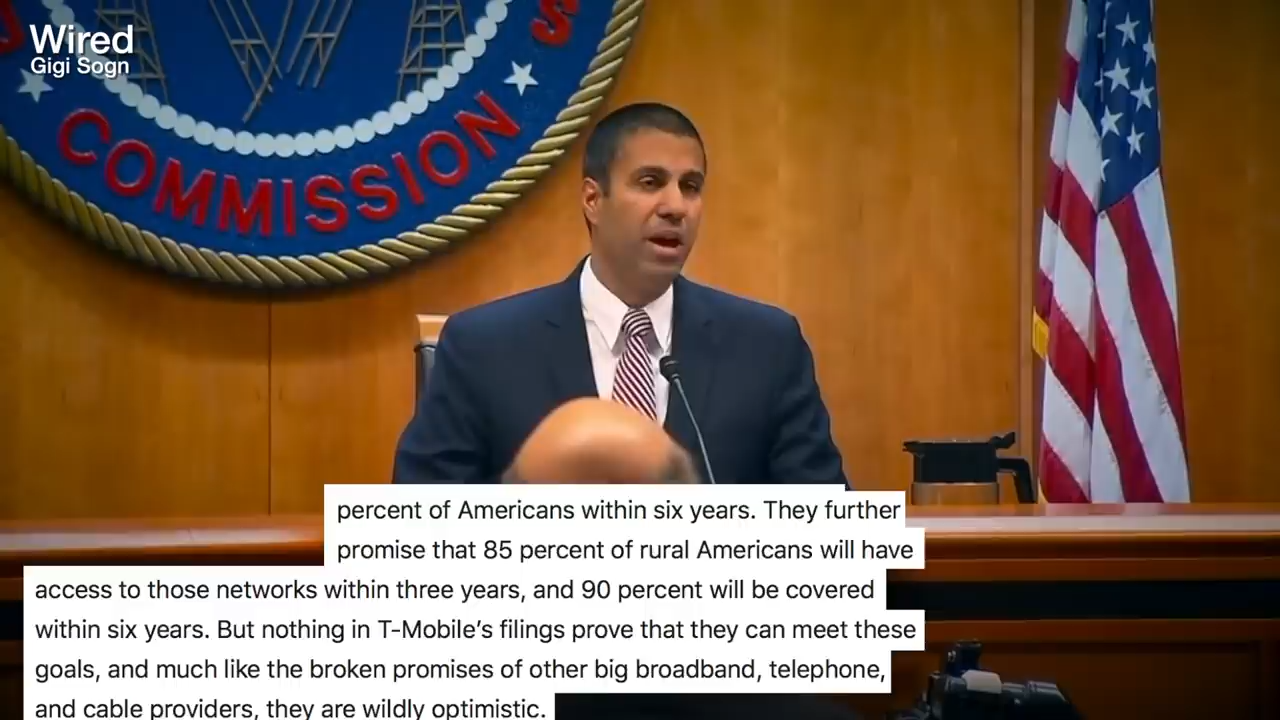 Wired
Gigi Sogn
COMMISSION
percent of Americans within six years. They further
promise that 85 percent of rural Americans will have
access to those networks within three years, and 90 percent will be covered
within six years. But nothing in T-Mobile’s filings prove that they can meet these
goals, and much like the broken promises of other big broadband, telephone,
and cable providers, they are wildly optimistic.